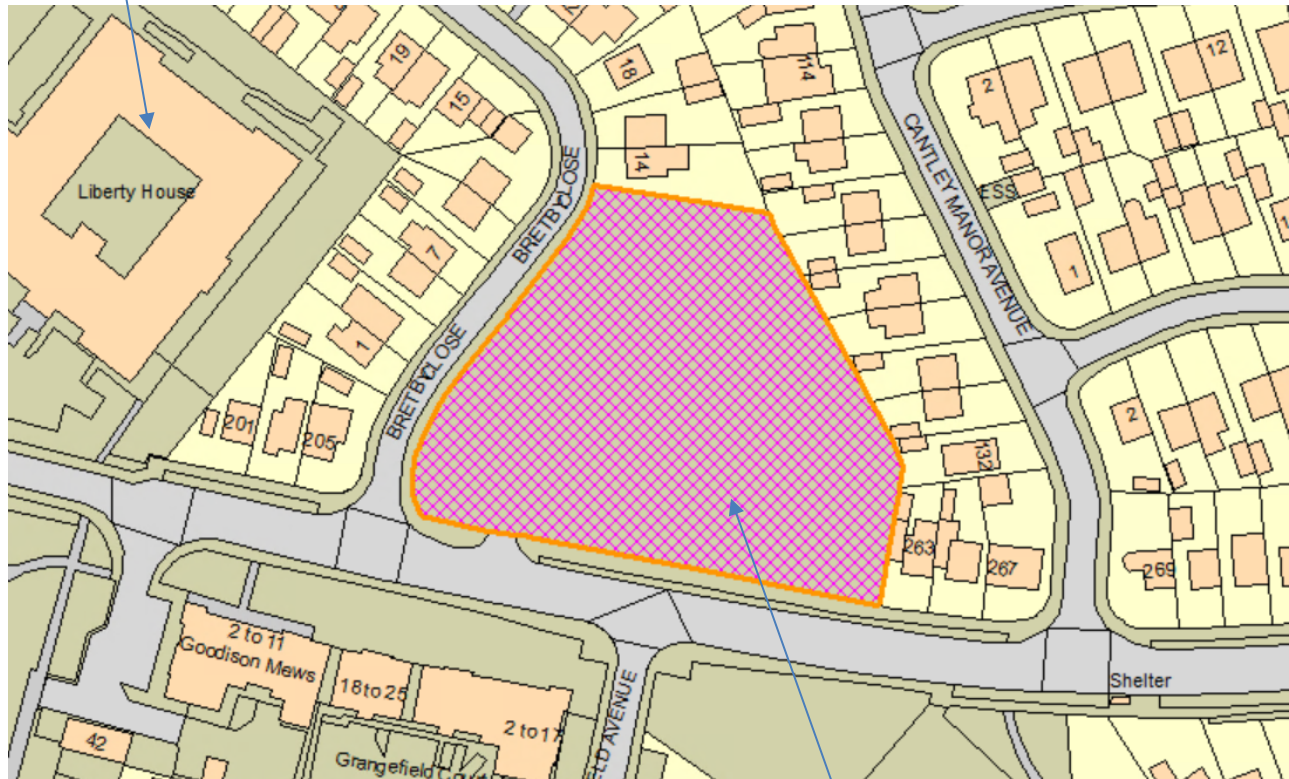 19
15
18
114
2
12
14
CANTLEY MANOR AVENUE
ESS
Liberty House
BRETBY CLOSE
7
1
1
BRETBY CLOSE
201
205
132
2
263
267
269
2 to 11
Goodison Mews
18 to 25
2 to 17
Shelter
42